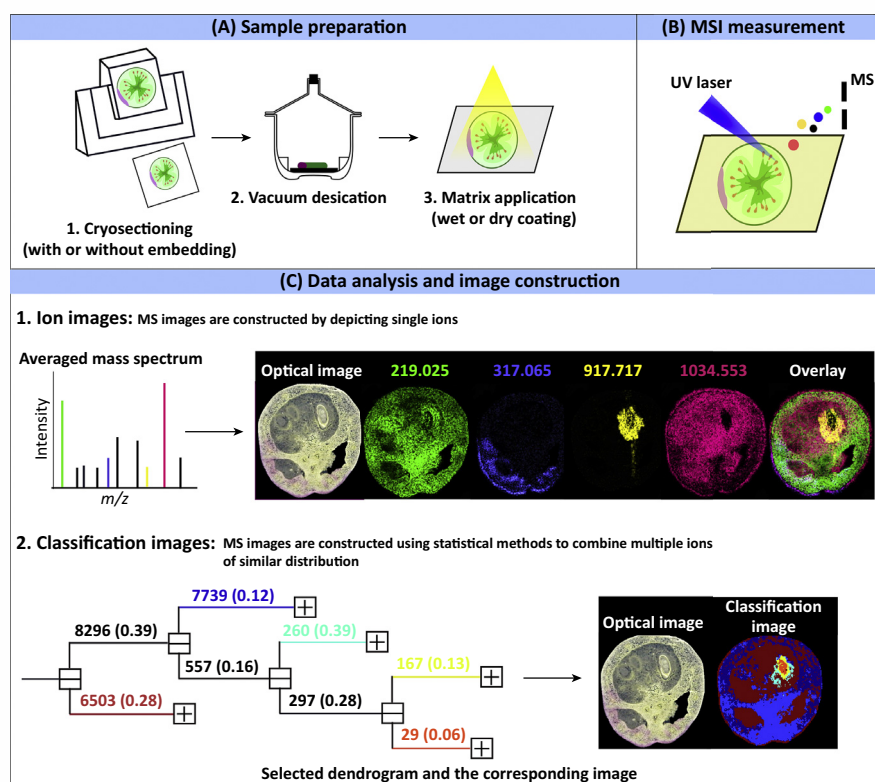 (A) Sample preparation
1. Cryosectioning
(with or without embedding)
2. Vacuum desication
3. Matrix application
(wet or dry coating)
(B) MSI measurement
UV laser
MS
(C) Data analysis and image construction
1. Ion images: MS images are constructed by depicting single ions
Averaged mass spectrum
Intensity
m/z
Optical image
219.025
317.065
917.717
1034.553
Overlay
2. Classification images: MS images are constructed using statistical methods to combine multiple ions
of similar distribution
7739 (0.12)
8296 (0.39)
260 (0.39)
557 (0.16)
167 (0.13)
6503 (0.28)
297 (0.28)
29 (0.06)
Optical image
Classification
image
Selected dendrogram and the corresponding image